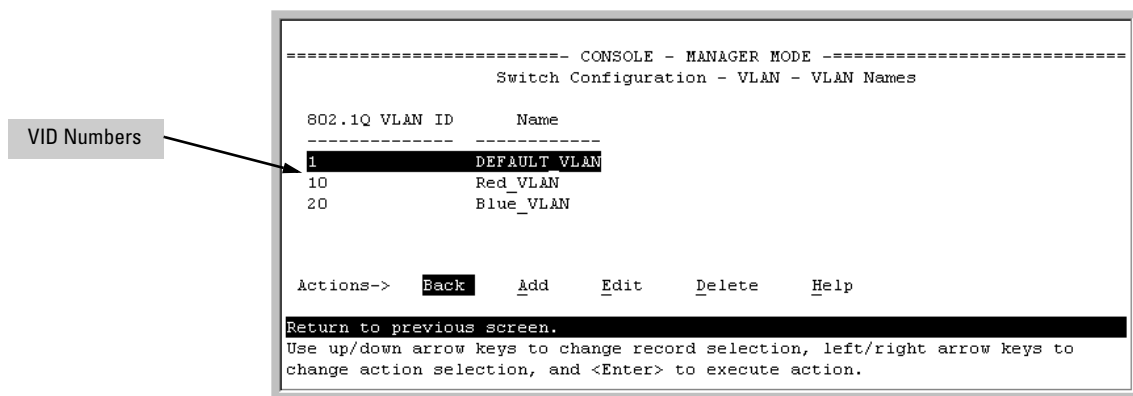 ===========================- CONSOLE - MANAGER MODE -=============================
Switch Configuration - VLAN - VLAN Names
802.1Q VLAN ID Name
-------------- ------------
VID Numbers
1 DEFAULT_VLAN
10 Red_VLAN
20 Blue_VLAN
Actions-> Back Add Edit Delete Help
Return to previous screen.
Use up/down arrow keys to change record selection, left/right arrow keys to
change action selection, and <Enter> to execute action.